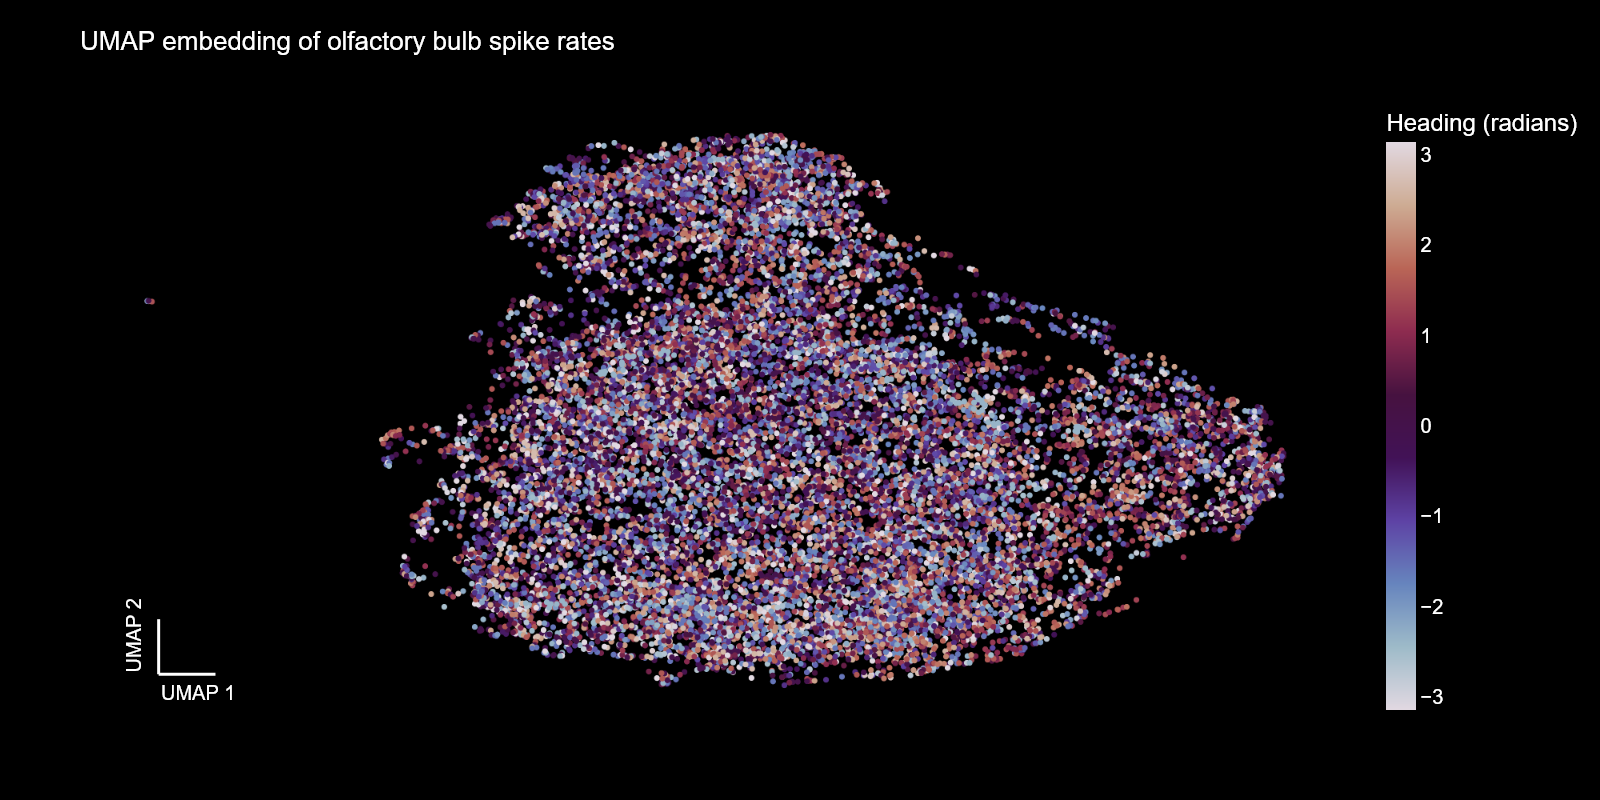 UMAP embedding of olfactory bulb spike rates
Heading (radians)
3
2
1
0
−1
−2
−3
UMAP 2
UMAP 1